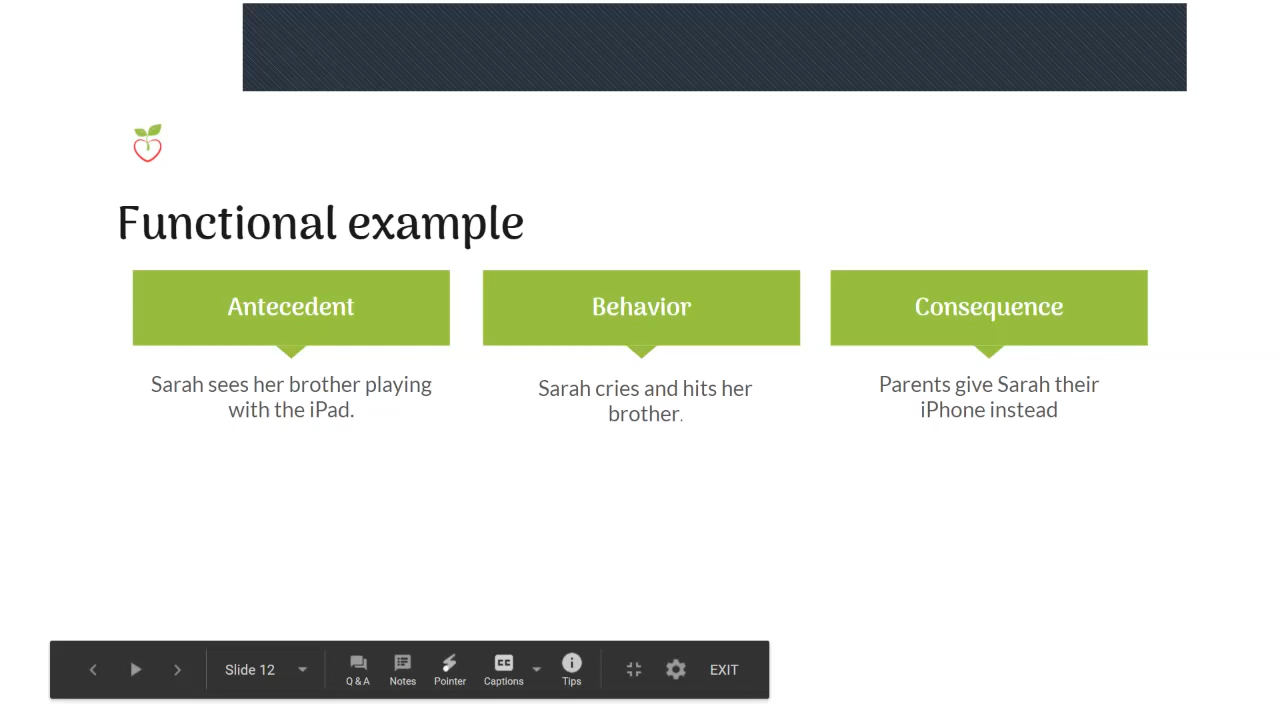 Functional example
Antecedent
Behavior
Consequence
Sarah sees her brother playing
with the iPad.
Sarah cries and hits her
brother.
Parents give Sarah their
iPhone instead
Slide 12
Q & A
Notes
Pointer
CC
Captions
Tips
EXIT